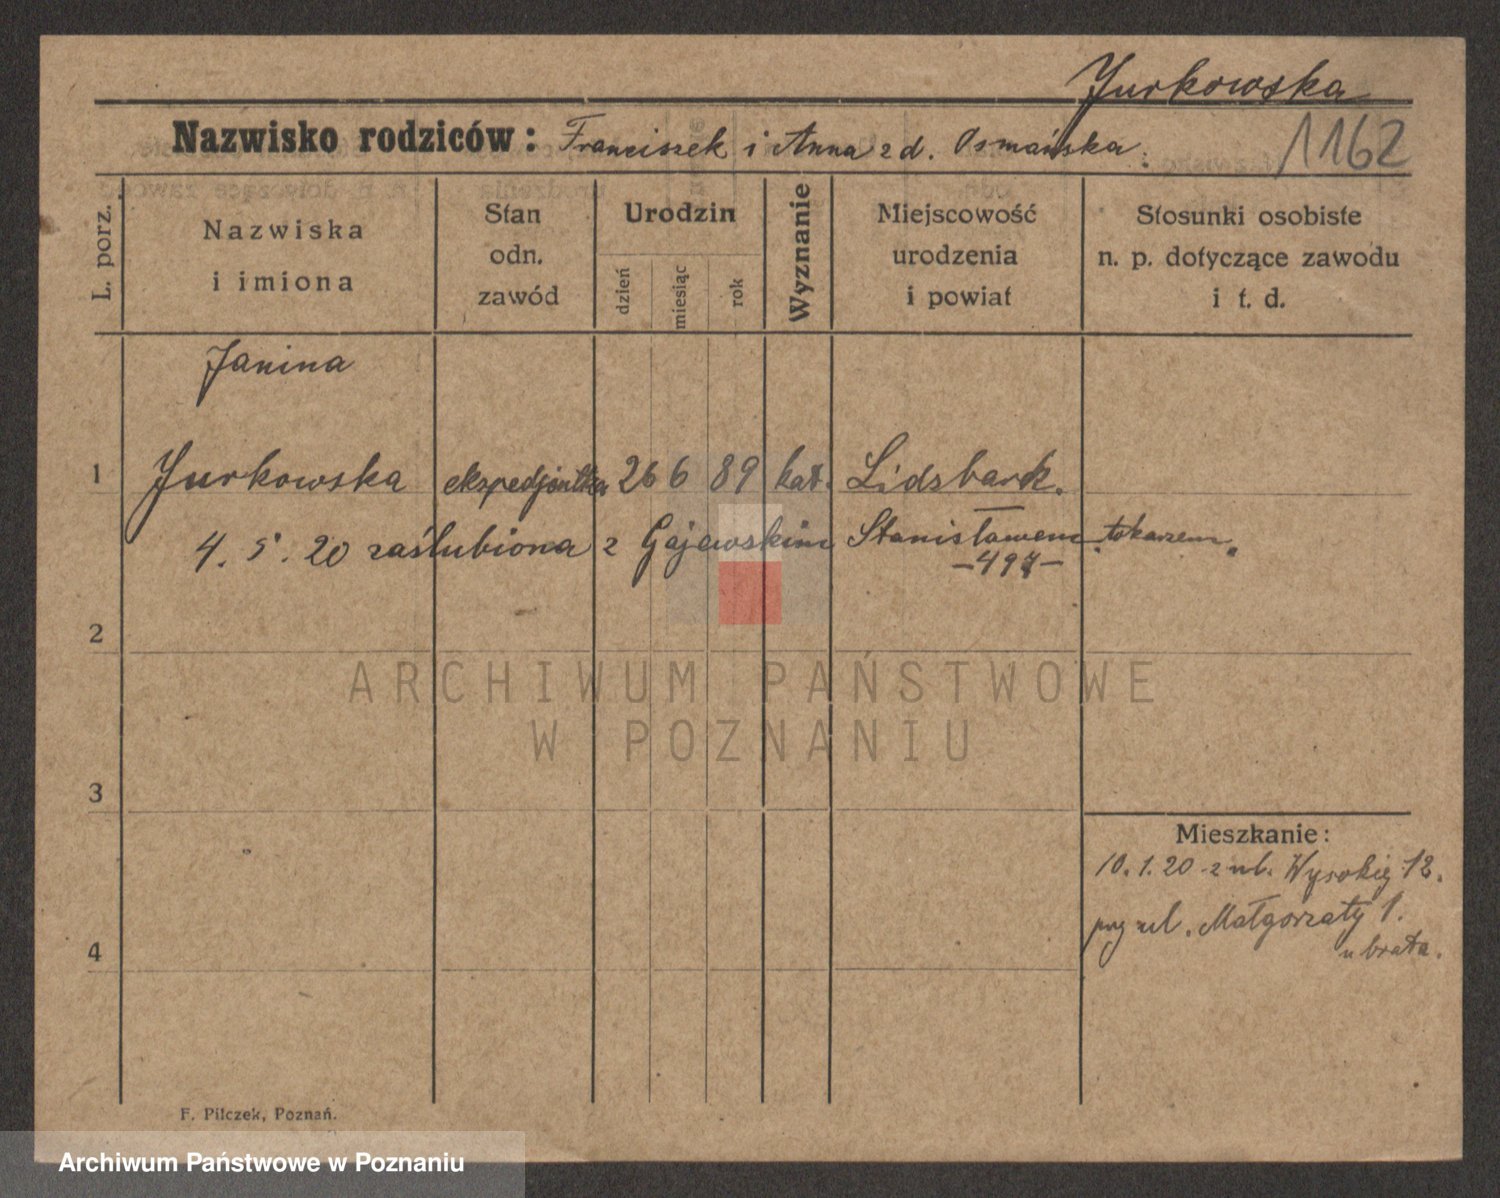 Jurkowska
Nazwisko rodziców: Franciszek i Anna z d. Osmańska.
1162
L. porz.
Nazwiska
i imiona
Stan
odn.
zawód
Urodzin
dzień
miesiąc
rok
Wyznanie
Miejscowość
urodzenia
i powiat
Stosunki osobiste
n. p. dotyczące zawodu
i t. d.
Janina
1 Jurkowska ekspedjentka 26 6 89 kat. Lidzbark.
4. 5. 20 zaślubiona z Gajewskim Stanisławem tokarzem.
-497-
2
ARCHIWUM PAŃSTWOWE
W POZNANIU
3
Mieszkanie:
10.1.20 z ul. Wysokiej 12.
przy ul. Małgorzaty 1.
u brata.
4
F. Pilczek, Poznań.
Archiwum Państwowe w Poznaniu